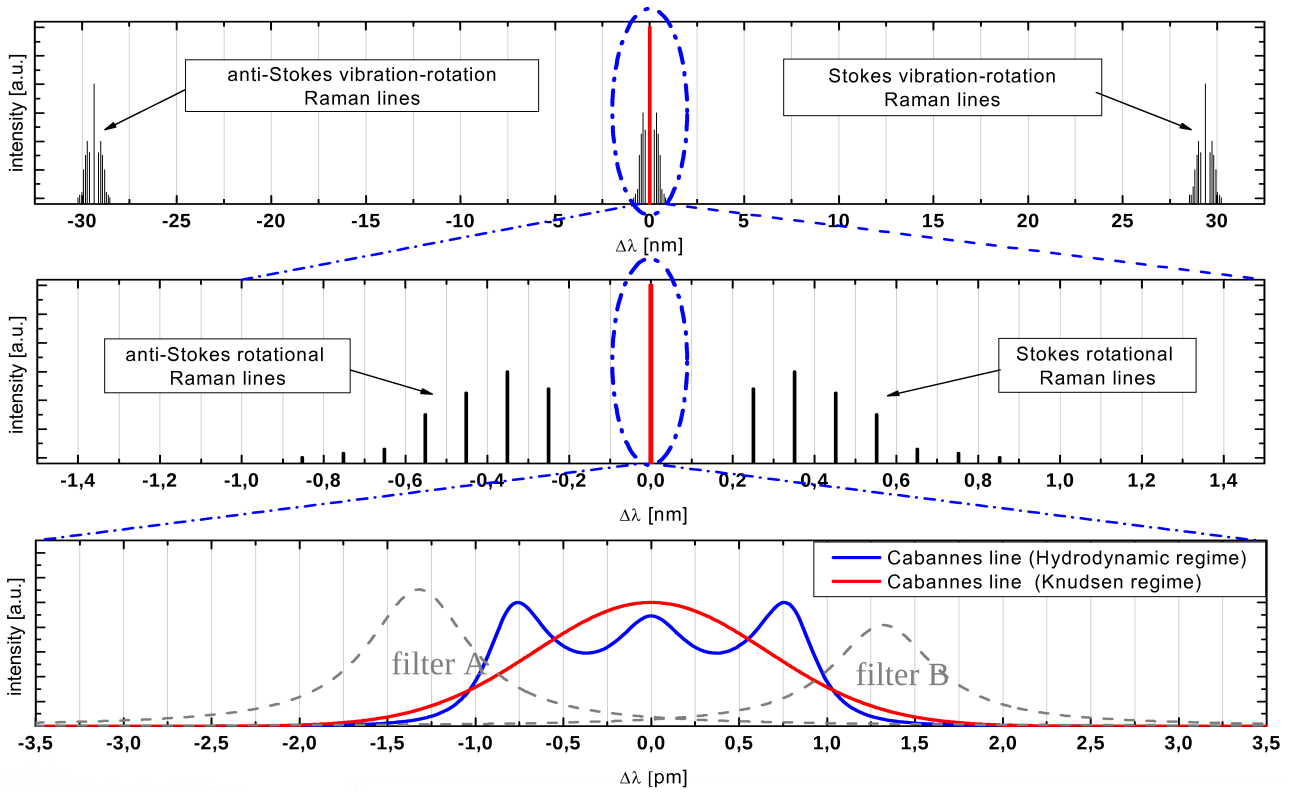 intensity [a.u.]
anti-Stokes vibration-rotation
Raman lines
Stokes vibration-rotation
Raman lines
-30 -25 -20 -15 -10 -5 0 5 10 15 20 25 30
Δλ [nm]
intensity [a.u.]
anti-Stokes rotational
Raman lines
Stokes rotational
Raman lines
-1,4 -1,2 -1,0 -0,8 -0,6 -0,4 -0,2 0,0 0,2 0,4 0,6 0,8 1,0 1,2 1,4
Δλ [nm]
intensity [a.u.]
Cabannes line (Hydrodynamic regime)
Cabannes line (Knudsen regime)
filter A
filter B
-3,5 -3,0 -2,5 -2,0 -1,5 -1,0 -0,5 0,0 0,5 1,0 1,5 2,0 2,5 3,0 3,5
Δλ [pm]